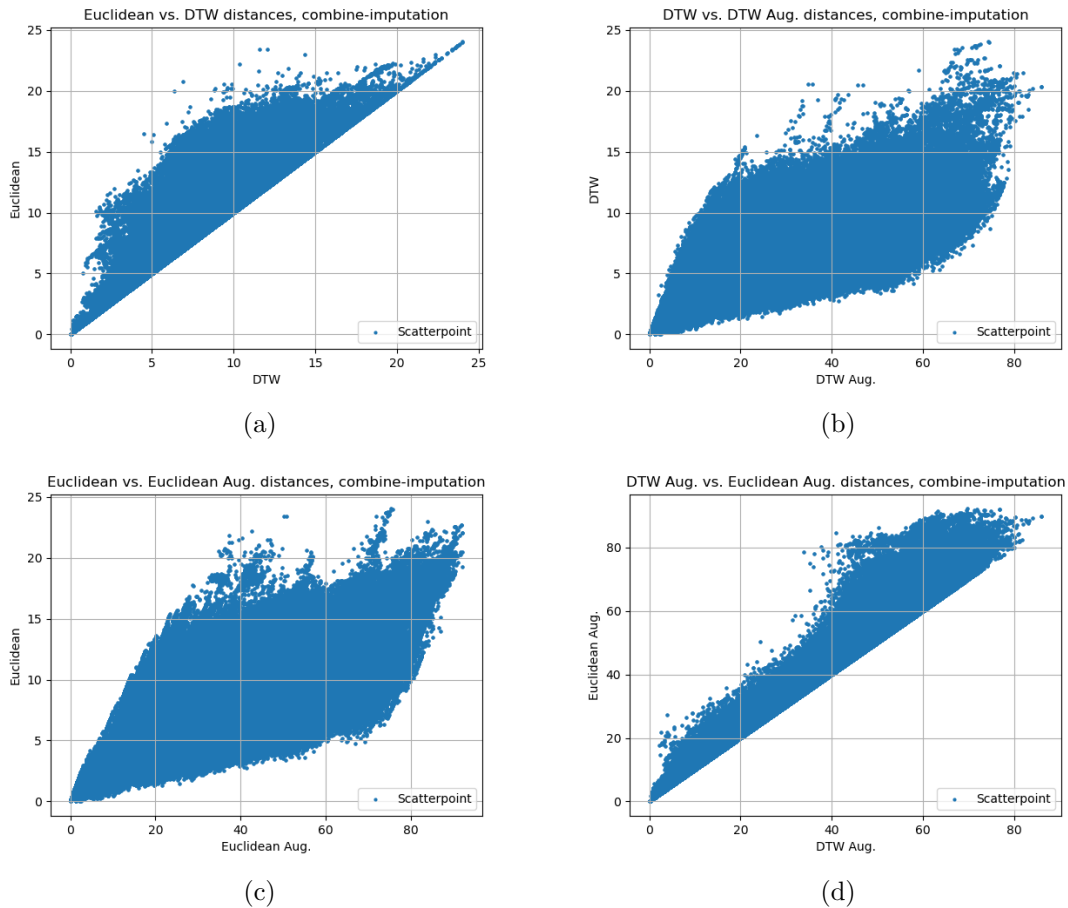 Euclidean vs. DTW distances, combine-imputation
25
20
15
10
5
0
Euclidean
0 5 10 15 20 25
DTW
Scatterpoint
(a)
DTW vs. DTW Aug. distances, combine-imputation
25
20
15
10
5
0
DTW
0 20 40 60 80
DTW Aug.
Scatterpoint
(b)
Euclidean vs. Euclidean Aug. distances, combine-imputation
25
20
15
10
5
0
Euclidean
0 20 40 60 80
Euclidean Aug.
Scatterpoint
(c)
DTW Aug. vs. Euclidean Aug. distances, combine-imputation
80
60
40
20
0
Euclidean Aug.
0 20 40 60 80
DTW Aug.
Scatterpoint
(d)